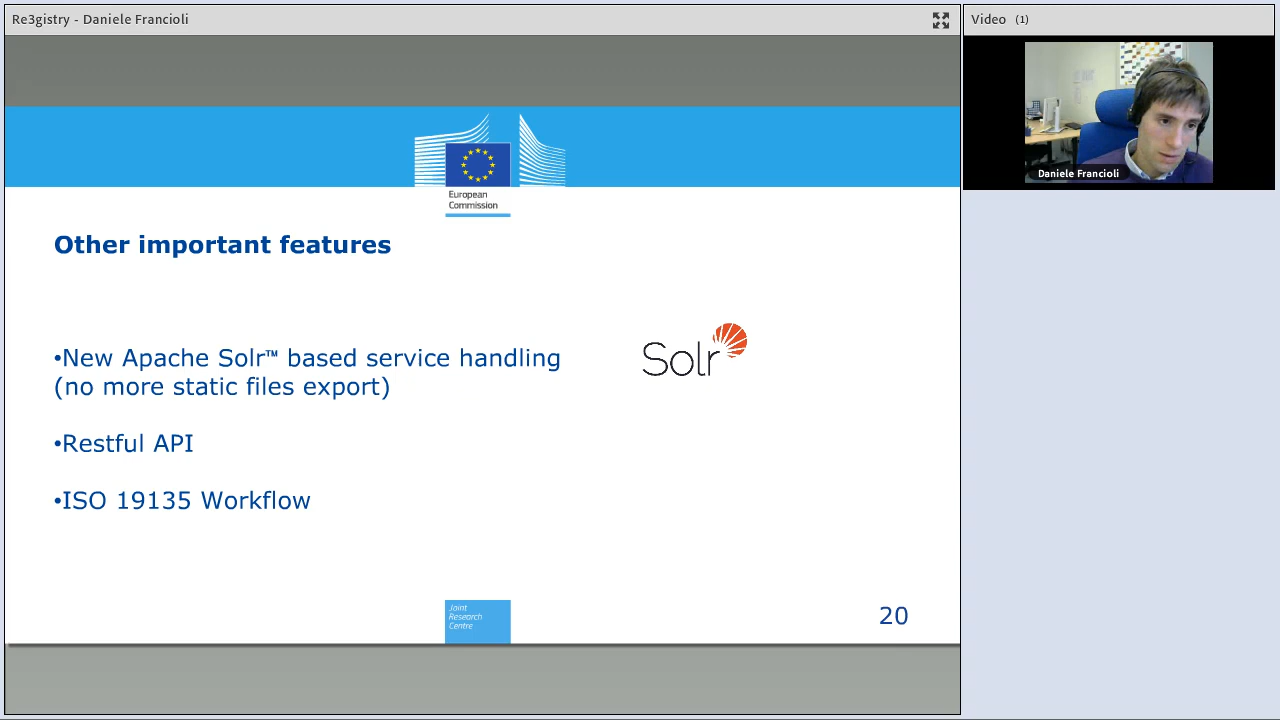 Re3gistry - Daniele Francioli
Video (1)
Daniele Francioli
European
Commission
Other important features
•New Apache Solr™ based service handling
(no more static files export)
Solr
•Restful API
•ISO 19135 Workflow
Joint
Research
Centre
20